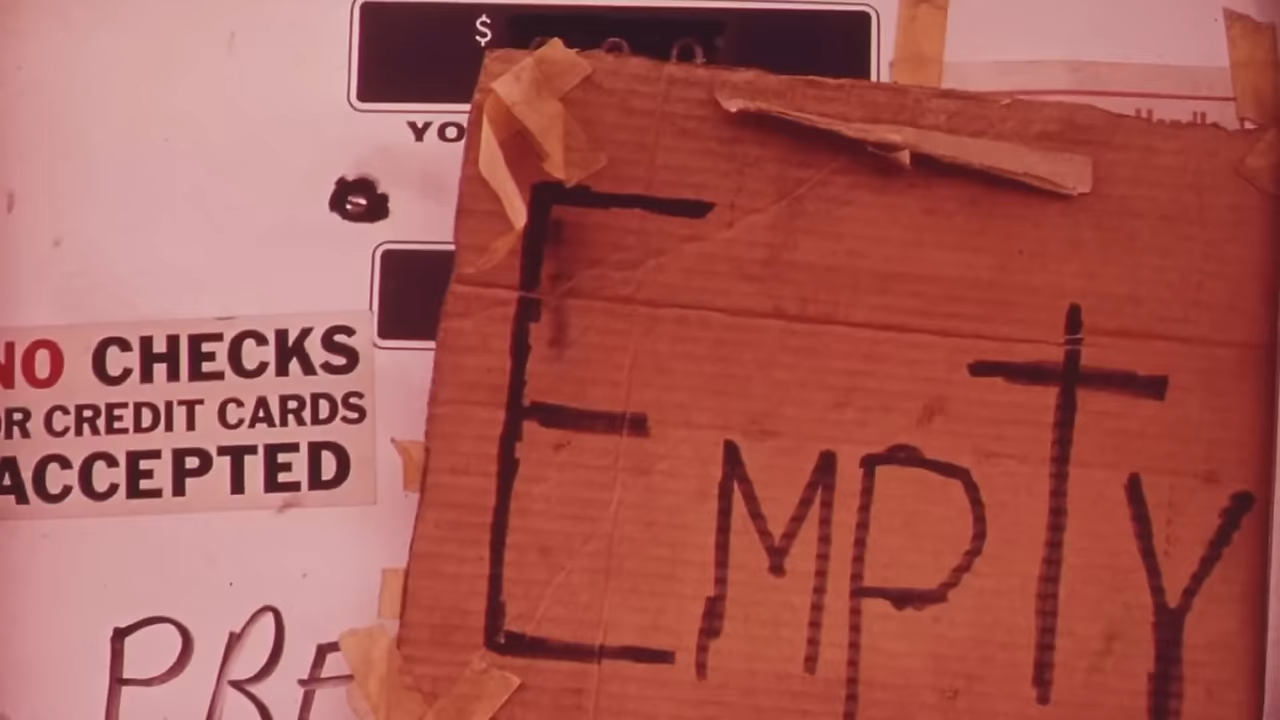 $
YO
NO CHECKS
OR CREDIT CARDS
ACCEPTED
EMPTY
PRE